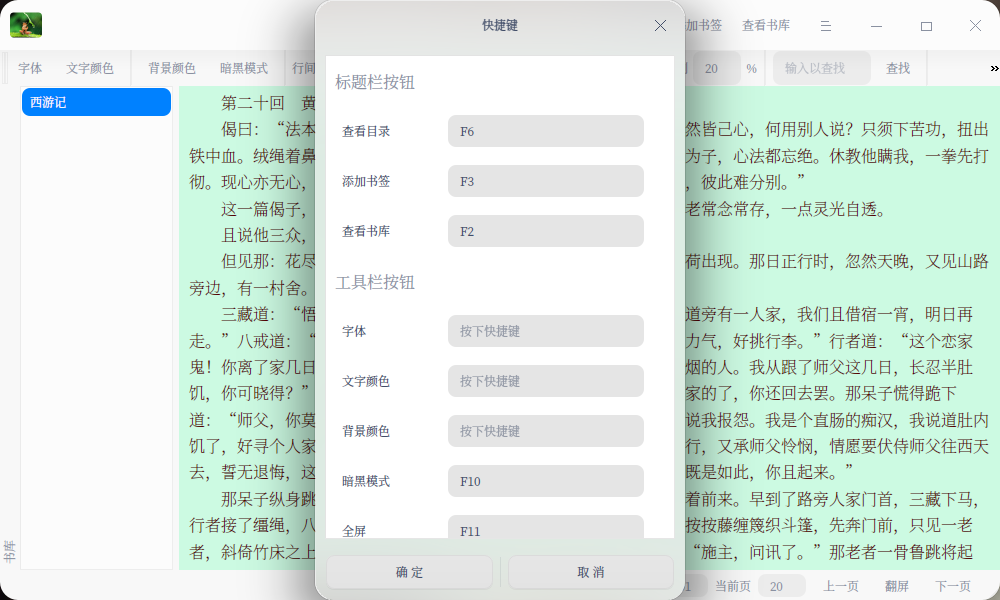 快捷键
加书签 查看书库
字体 文字颜色 背景颜色 暗黑模式 行间 20 % 输入以查找 查找
西游记
书库
第二十回 黄
偈曰：“法本
然皆己心，何用别人说？只须下苦功，扭出
铁中血。绒绳着鼻
为子，心法都忘绝。休教他瞒我，一拳先打
彻。现心亦无心，
，彼此难分别。”
这一篇偈子，
老常念常存，一点灵光自透。
且说他三众，
但见那：花尽
荷出现。那日正行时，忽然天晚，又见山路
旁边，有一村舍。
三藏道：“悟
道旁有一人家，我们且借宿一宵，明日再
走。”八戒道：“
力气，好挑行李。”行者道：“这个恋家
鬼！你离了家几日
烟的人。我从跟了师父这几日，长忍半肚
饥，你可晓得？”
家的了，你还回去罢。那呆子慌得跪下
道：“师父，你莫
说我报怨。我是个直肠的痴汉，我说道肚内
饥了，好寻个人家
行，又承师父怜悯，情愿要伏侍师父往西天
去，誓无退悔，这
既是如此，你且起来。”
那呆子纵身跳
着前来。早到了路旁人家门首，三藏下马，
行者接了缰绳，八
按按藤缠篾织斗篷，先奔门前，只见一老
者，斜倚竹床之上
“施主，问讯了。”那老者一骨鲁跳将起
标题栏按钮
查看目录 F6
添加书签 F3
查看书库 F2
工具栏按钮
字体 按下快捷键
文字颜色 按下快捷键
背景颜色 按下快捷键
暗黑模式 F10
全屏 F11
确 定 取 消
1 当前页 20 上一页 翻屏 下一页